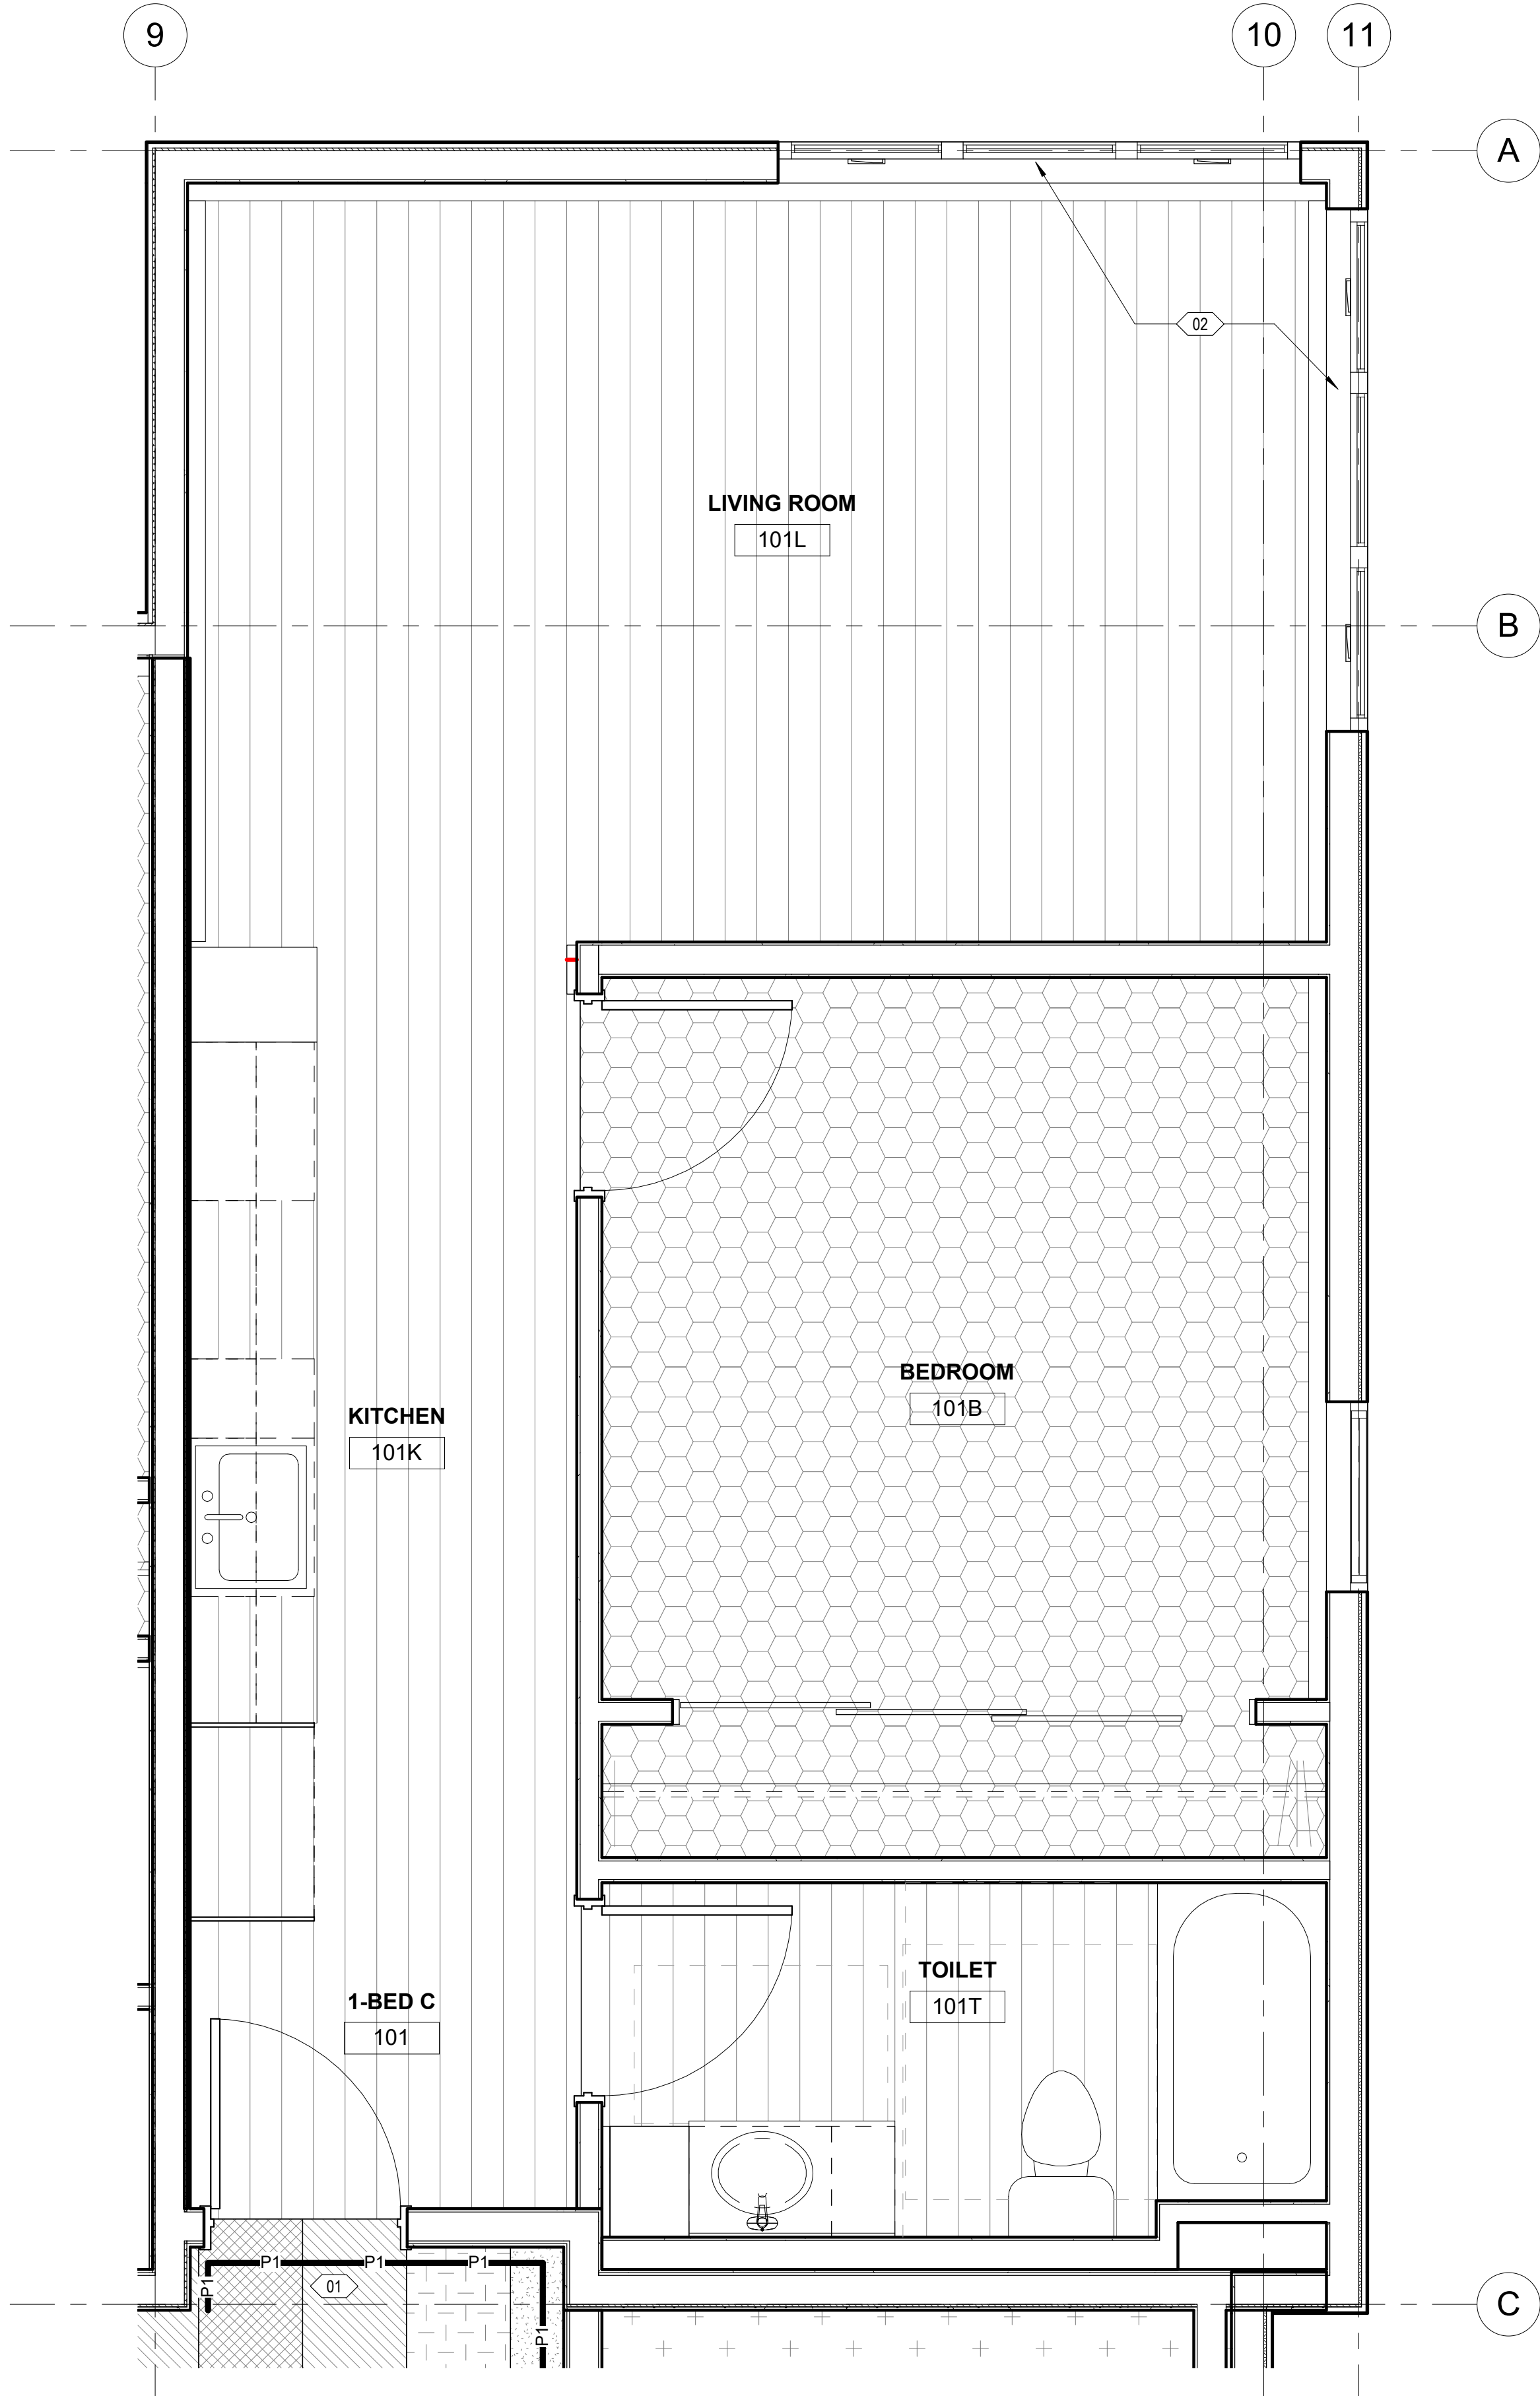 9
10
11
A
02
LIVING ROOM
101L
B
BEDROOM
101B
KITCHEN
101K
TOILET
101T
1-BED C
101
P1
P1
P1
P1
01
P1
C